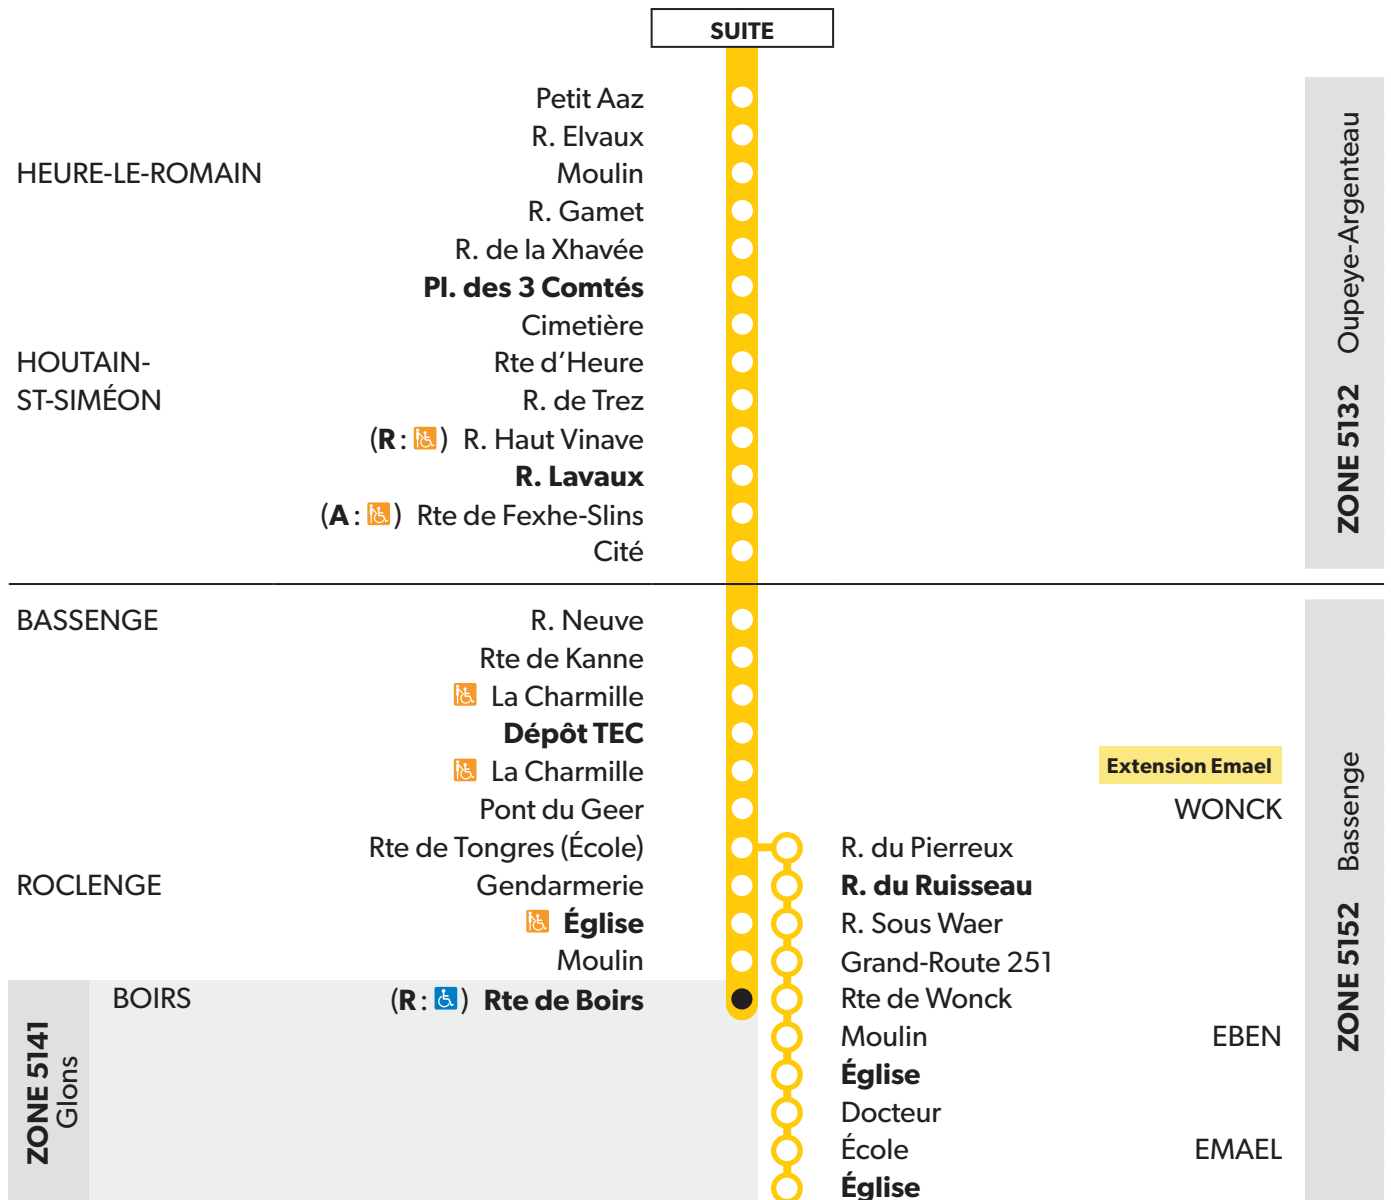 SUITE
Petit Aaz
R. Elvaux
HEURE-LE-ROMAIN Moulin
R. Gamet
R. de la Xhavée
Pl. des 3 Comtés
Cimetière
HOUTAIN- Rte d’Heure
ST-SIMÉON R. de Trez
(R : ) R. Haut Vinave
R. Lavaux
(A : ) Rte de Fexhe-Slins
Cité
ZONE 5132 Oupeye-Argenteau
BASSENGE R. Neuve
Rte de Kanne
La Charmille
Dépôt TEC
La Charmille
Pont du Geer
Rte de Tongres (École)
ROCLENGE Gendarmerie
Église
Moulin
BOIRS (R : ) Rte de Boirs
ZONE 5141
Glons
Extension Emael
WONCK
R. du Pierreux
R. du Ruisseau
R. Sous Waer
Grand-Route 251
Rte de Wonck
Moulin EBEN
Église
Docteur
École EMAEL
Église
ZONE 5152 Bassenge